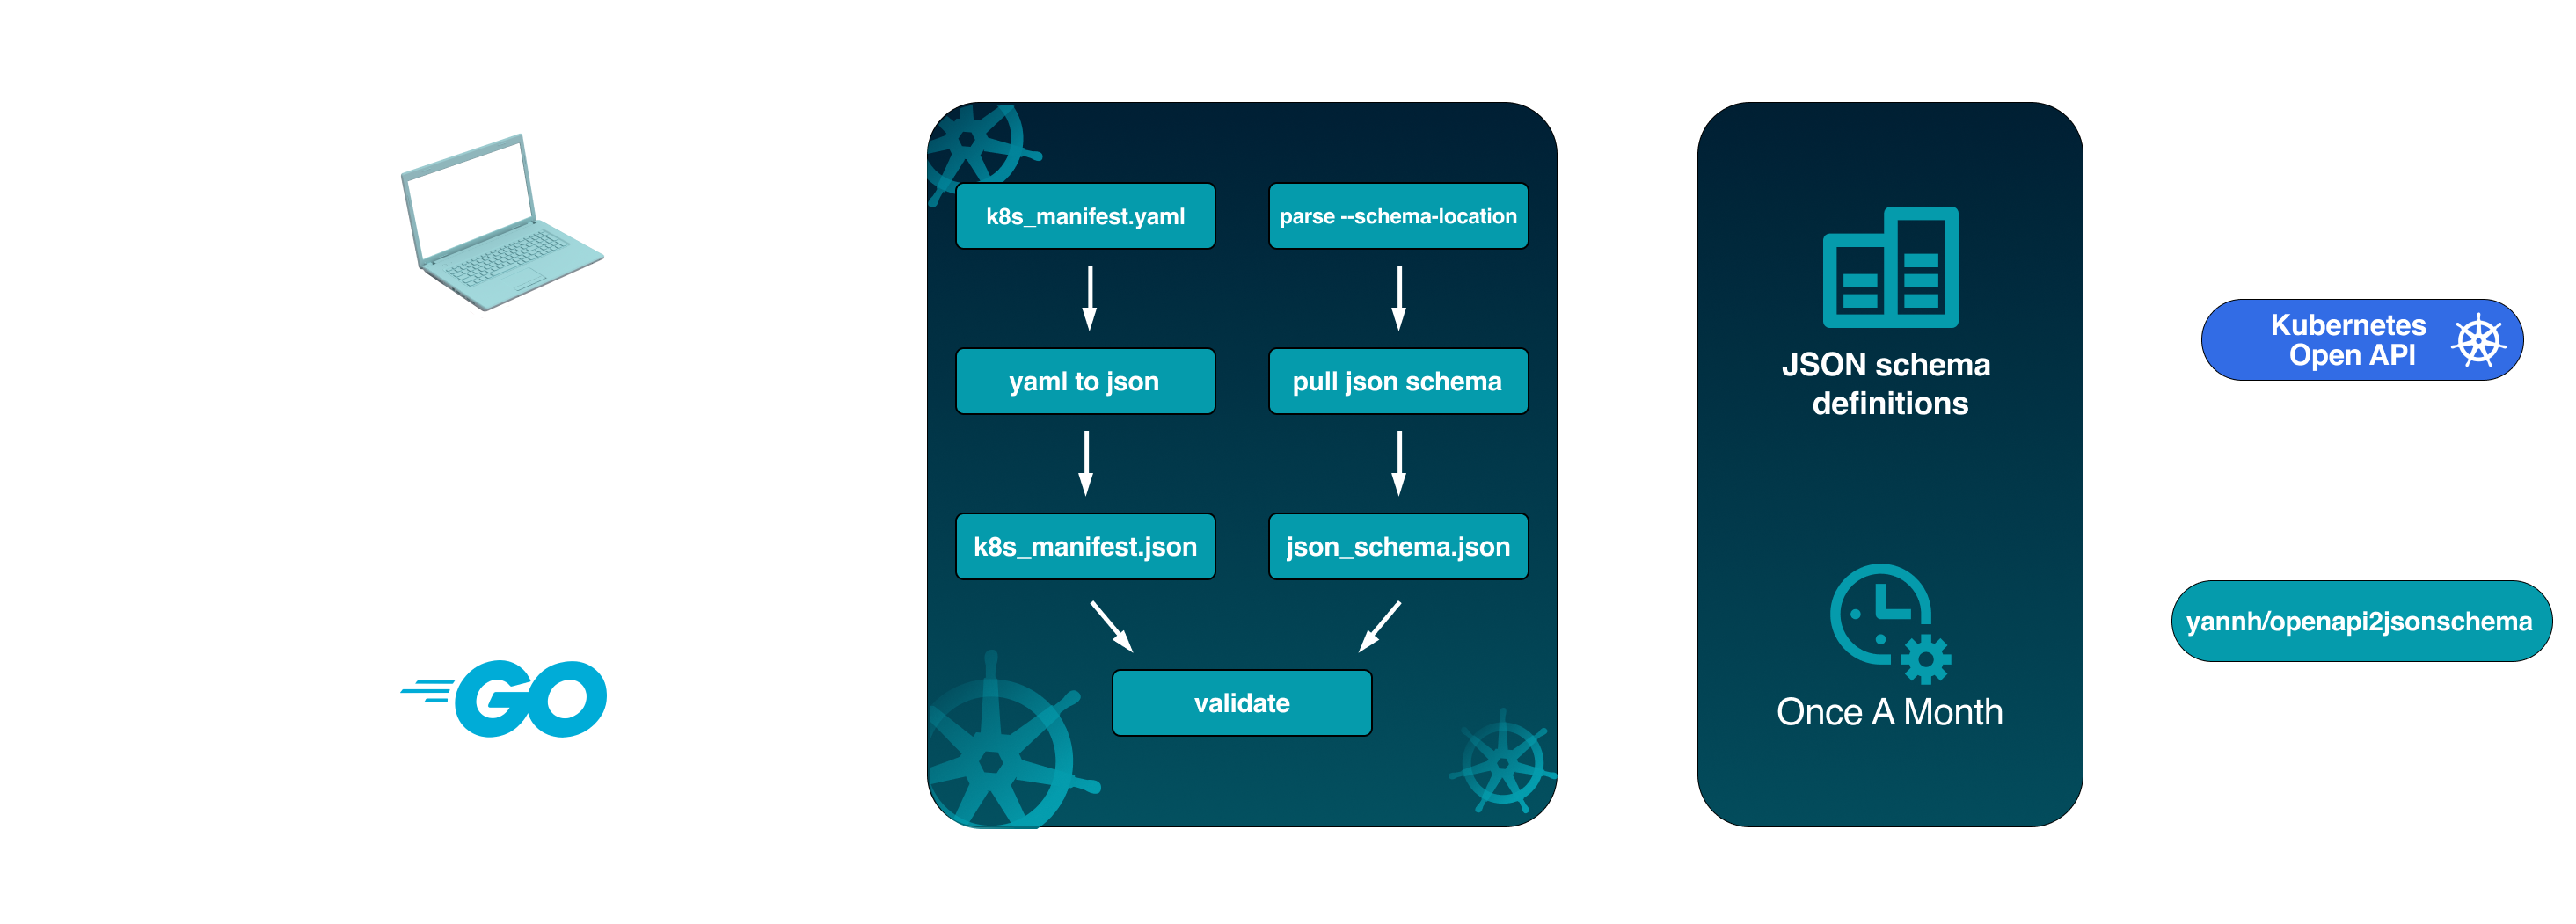 k8s_manifest.yaml
parse --schema-location
yaml to json
pull json schema
k8s_manifest.json
json_schema.json
validate
GO
JSON schema
definitions
Once A Month
Kubernetes
Open API
yannh/openapi2jsonschema